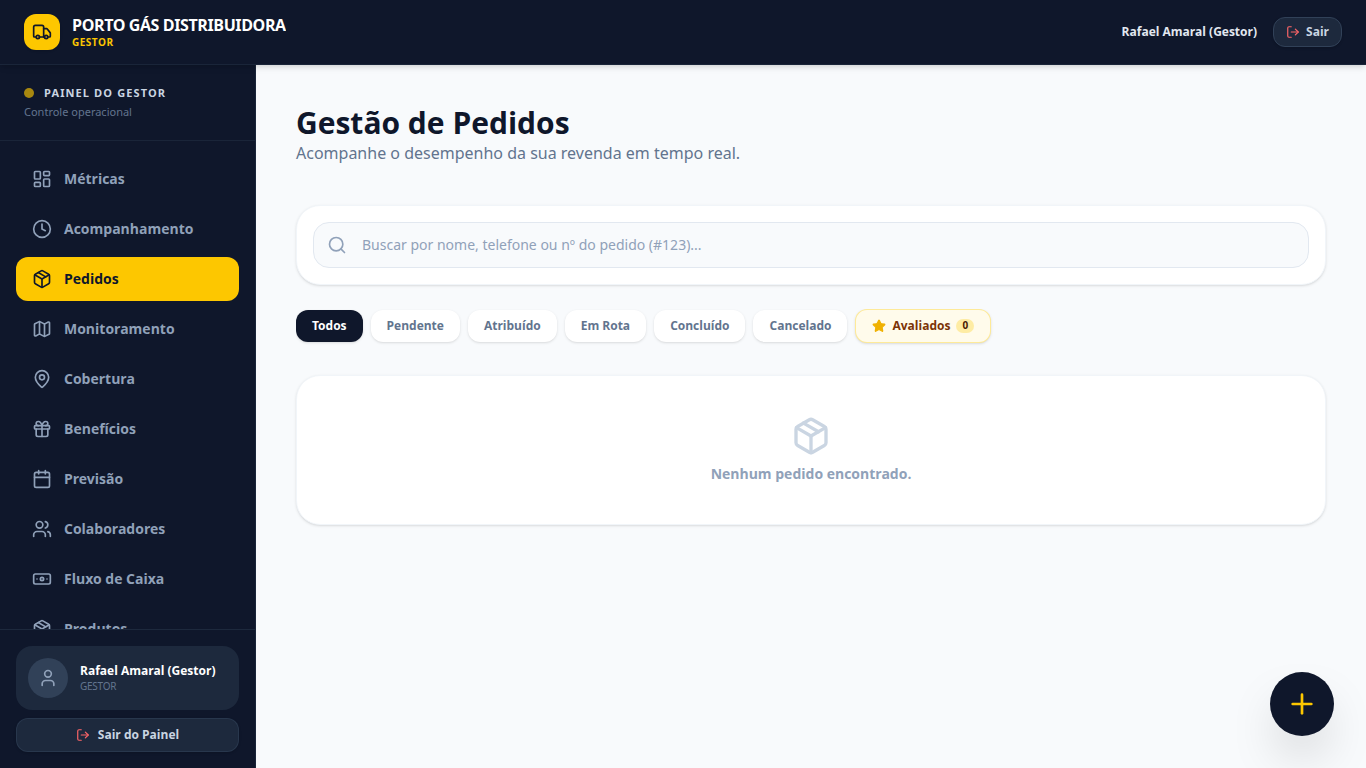 PORTO GÁS DISTRIBUIDORA
GESTOR
Rafael Amaral (Gestor)
Sair
PAINEL DO GESTOR
Controle operacional
Métricas
Acompanhamento
Pedidos
Monitoramento
Cobertura
Benefícios
Previsão
Colaboradores
Fluxo de Caixa
Produtos
Rafael Amaral (Gestor)
GESTOR
Sair do Painel
Gestão de Pedidos
Acompanhe o desempenho da sua revenda em tempo real.
Buscar por nome, telefone ou nº do pedido (#123)...
Todos Pendente Atribuído Em Rota Concluído Cancelado Avaliados 0
Nenhum pedido encontrado.